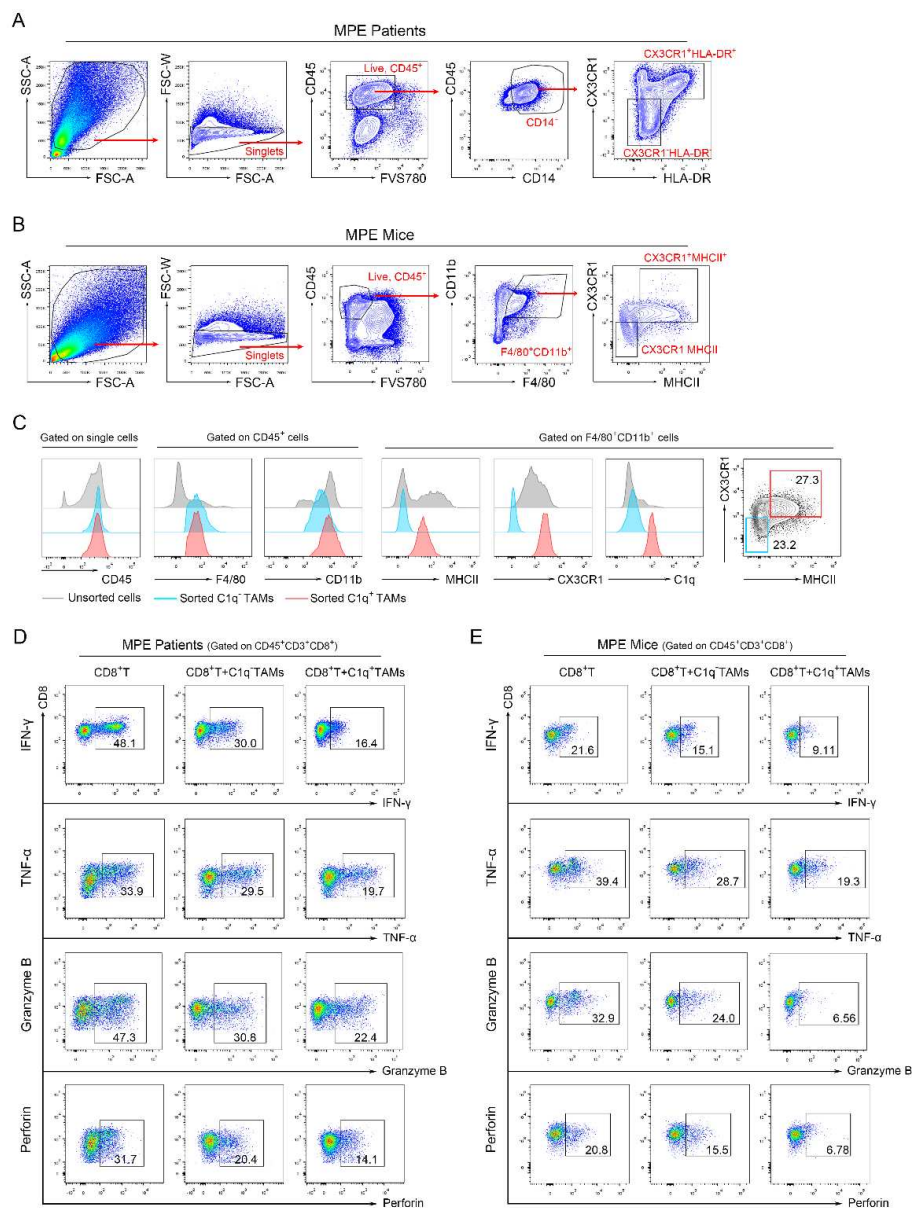 A
MPE Patients
SSC-A
FSC-A
FSC-W
Singlets
FSC-A
CD45
Live, CD45⁺
FVS780
CD45
CD14
CX3CR1⁺HLA-DR⁺
CX3CR1
CX3CR1⁻HLA-DR⁻
HLA-DR
B
MPE Mice
SSC-A
FSC-A
FSC-W
Singlets
FSC-A
CD45
Live, CD45⁺
FVS780
CD11b
F4/80⁺CD11b⁺
F4/80
CX3CR1⁺MHCII⁺
CX3CR1
CX3CR1 MHCII
MHCII
C
Gated on single cells
Gated on CD45⁺ cells
Gated on F4/80⁺CD11b⁺ cells
CD45
F4/80
CD11b
MHCII
CX3CR1
C1q
CX3CR1
27.3
23.2
MHCII
Unsorted cells
Sorted C1q⁻ TAMs
Sorted C1q⁺ TAMs
D
MPE Patients (Gated on CD45⁺CD3⁺CD8⁺)
CD8⁺T
CD8⁺T+C1q⁻TAMs
CD8⁺T+C1q⁺TAMs
CD8
IFN-γ
48.1
30.0
16.4
IFN-γ
TNF-α
33.9
29.5
19.7
TNF-α
Granzyme B
47.3
30.8
22.4
Granzyme B
Perforin
31.7
20.4
14.1
Perforin
E
MPE Mice (Gated on CD45⁺CD3⁺CD8⁺)
CD8⁺T
CD8⁺T+C1q⁻TAMs
CD8⁺T+C1q⁺TAMs
CD8
IFN-γ
21.6
15.1
9.11
IFN-γ
TNF-α
39.4
28.7
19.3
TNF-α
Granzyme B
32.9
24.0
6.56
Granzyme B
Perforin
20.8
15.5
6.78
Perforin